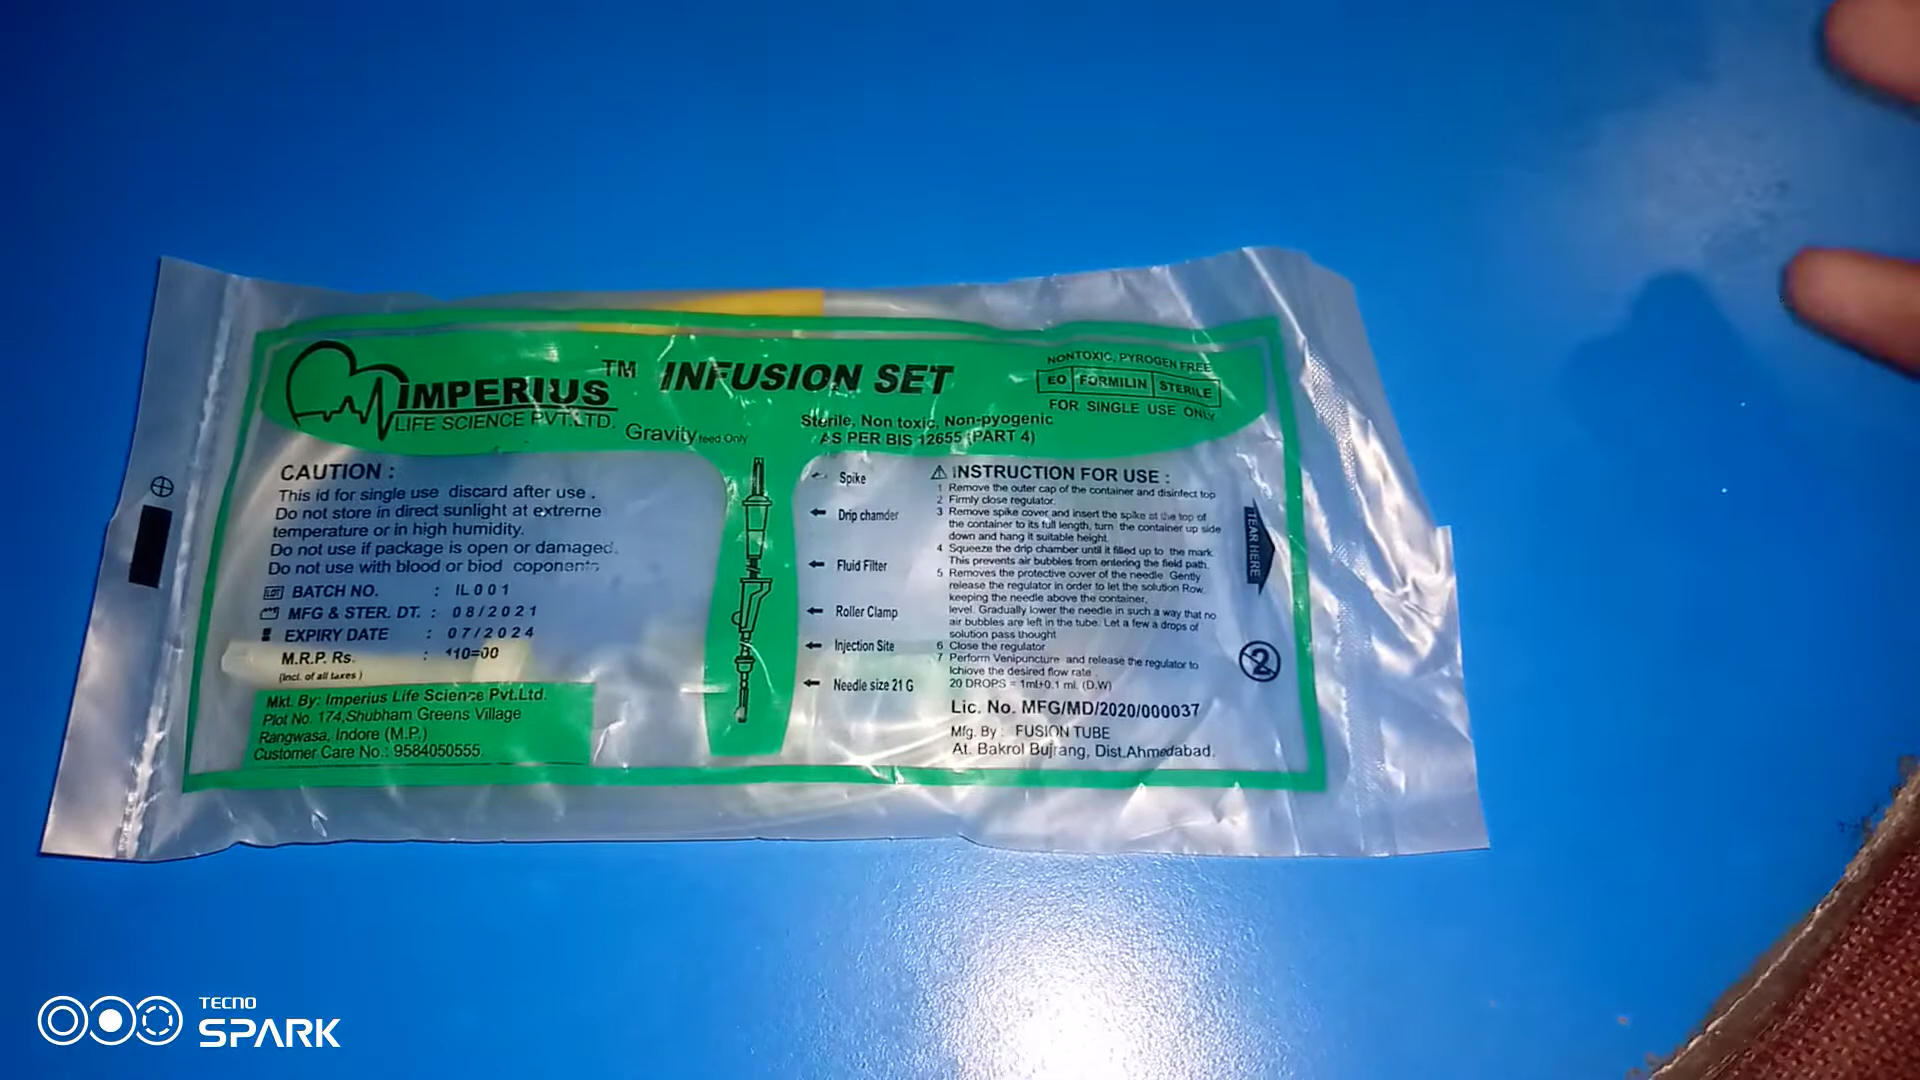 IMPERIUS TM
LIFE SCIENCE PVT.LTD.
INFUSION SET
Gravity feed Only
Sterile, Non toxic, Non-pyogenic
AS PER BIS 12655 (PART 4)
NONTOXIC, PYROGEN FREE
EO FORMILIN STERILE
FOR SINGLE USE ONLY
CAUTION :
This id for single use discard after use .
Do not store in direct sunlight at extreme
temperature or in high humidity.
Do not use if package is open or damaged.
Do not use with blood or biod coponents
LOT BATCH NO. : IL001
MFG & STER. DT. : 08/2021
EXPIRY DATE : 07/2024
M.R.P. Rs. : 110=00
(Incl. of all taxes)
Mkt. By: Imperius Life Science Pvt.Ltd.
Plot No. 174,Shubham Greens Village
Rangwasa, Indore (M.P.)
Customer Care No.: 9584050555.
Spike
Drip chamder
Fluid Filter
Roller Clamp
Injection Site
Needle size 21 G
INSTRUCTION FOR USE :
1 Remove the outer cap of the container and disinfect top
2 Firmly close regulator.
3 Remove spike cover and insert the spike at the top of
the container to its full length, turn the container up side
down and hang it suitable height.
4 Squeeze the drip chamber until it filled up to the mark.
This prevents air bubbles from entering the field path.
5 Removes the protective cover of the needle Gently
release the regulator in order to let the solution Row.
keeping the needle above the container.
level. Gradually lower the needle in such a way that no
air bubbles are left in the tube. Let a few a drops of
solution pass thought
6 Close the regulator
7 Perform Venipuncture and release the regulator to
Ichiove the desired flow rate .
20 DROPS = 1ml+0.1 ml. (D.W)
Lic. No. MFG/MD/2020/000037
Mfg. By : FUSION TUBE
At. Bakrol Bujrang, Dist.Ahmedabad.
TEAR HERE
2
TECNO
SPARK